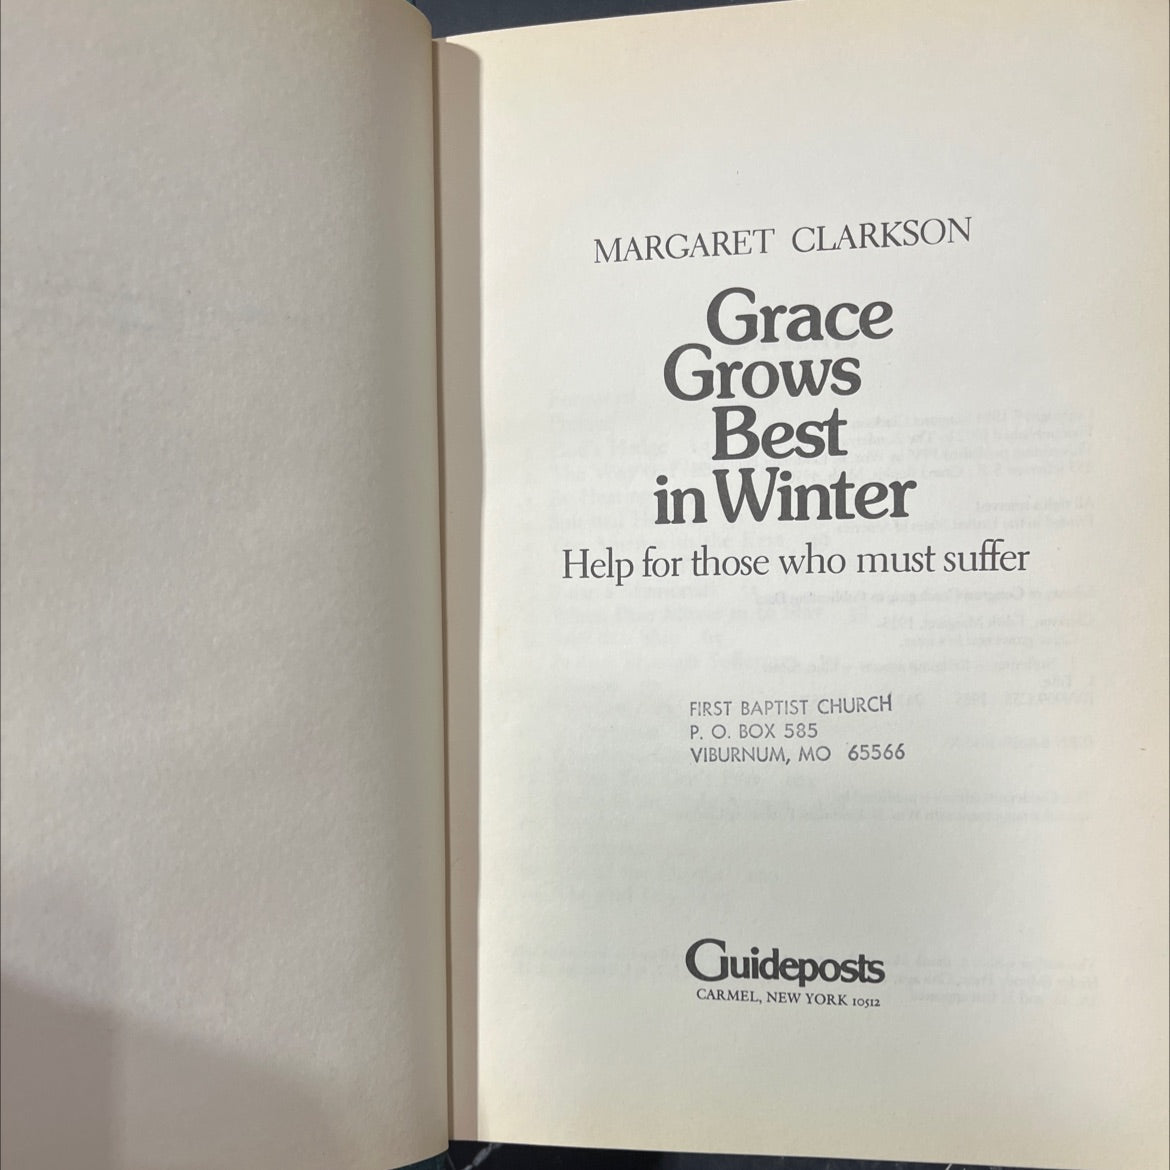 MARGARET CLARKSON
Grace
Grows
Best
in Winter
Help for those who must suffer
FIRST BAPTIST CHURCH
P. O. BOX 585
VIBURNUM, MO 65566
Guideposts
CARMEL, NEW YORK 10512